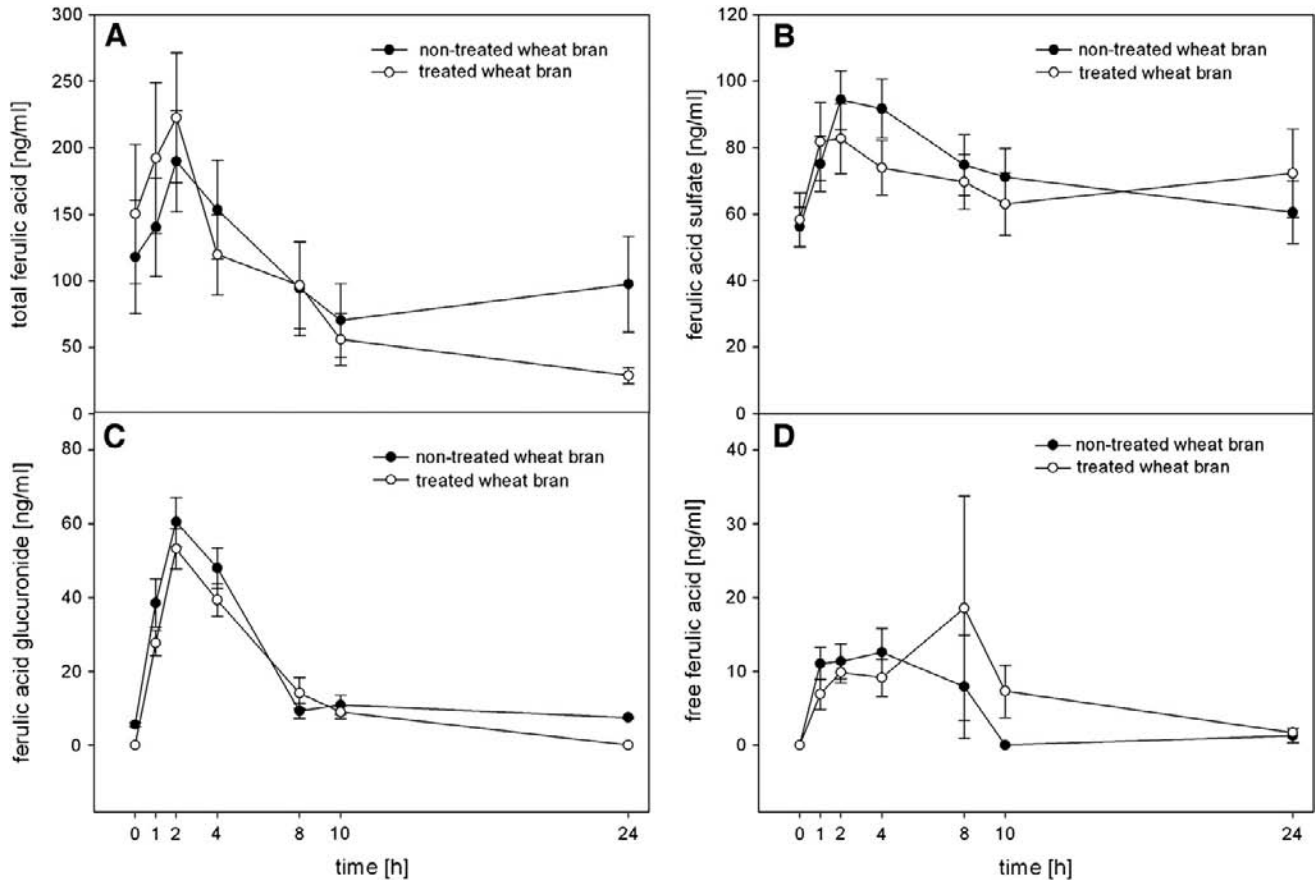 A
total ferulic acid [ng/ml]
300
250
200
150
100
50
0
non-treated wheat bran
treated wheat bran
B
ferulic acid sulfate [ng/ml]
120
100
80
60
40
20
0
non-treated wheat bran
treated wheat bran
C
ferulic acid glucuronide [ng/ml]
80
60
40
20
0
non-treated wheat bran
treated wheat bran
0 1 2 4 8 10 24
time [h]
D
free ferulic acid [ng/ml]
40
30
20
10
0
non-treated wheat bran
treated wheat bran
0 1 2 4 8 10 24
time [h]